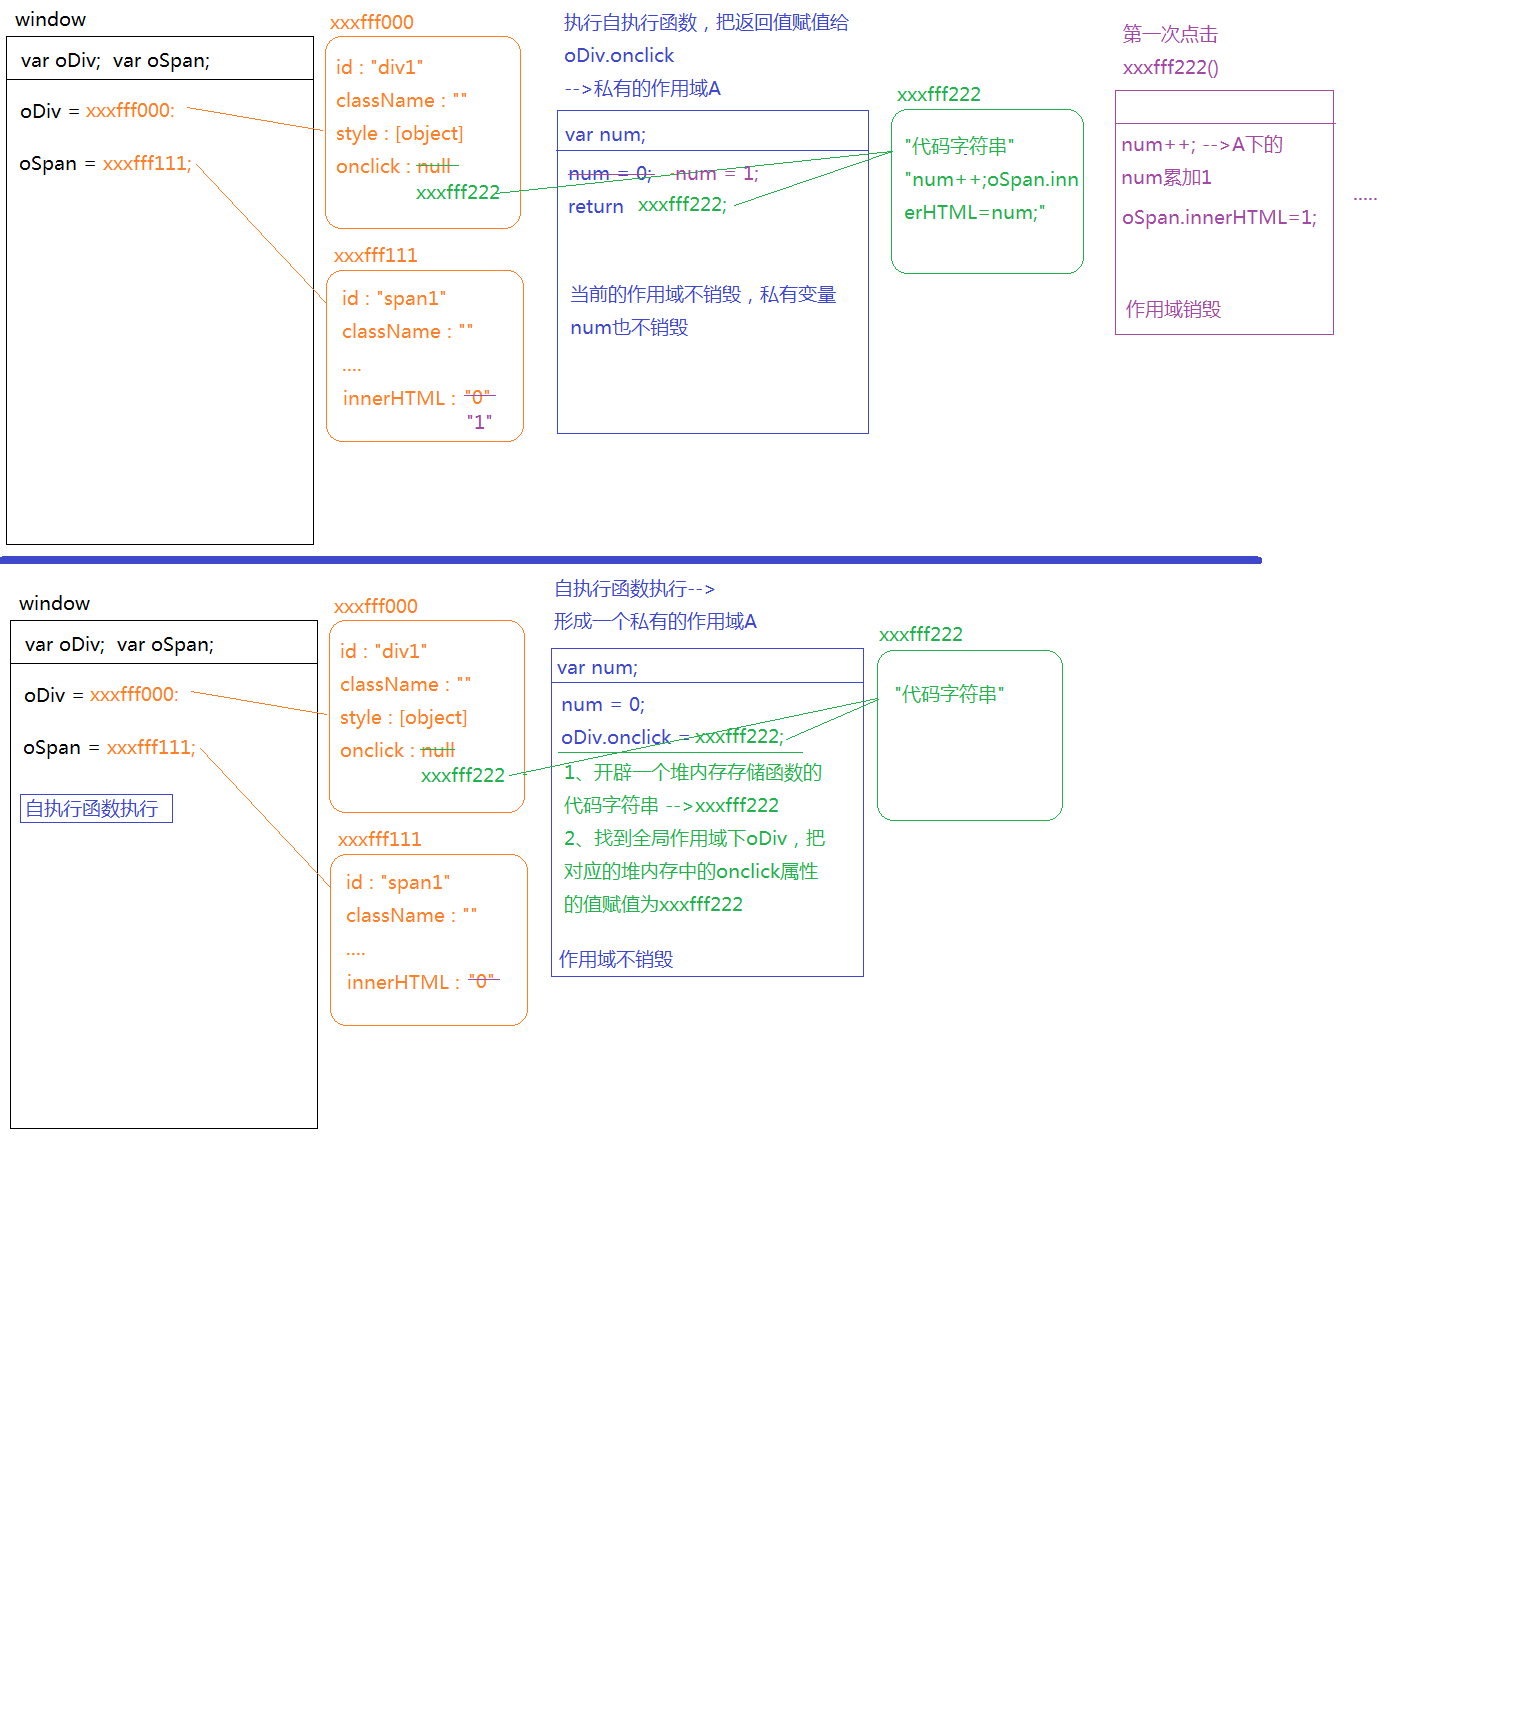 window
var oDiv;  var oSpan;
oDiv = xxxfff000:
oSpan = xxxfff111;
xxxfff000
id : "div1"
className : ""
style : [object]
onclick : null
xxxfff222
xxxfff111
id : "span1"
className : ""
....
innerHTML : "0"
"1"
执行自执行函数，把返回值赋值给
oDiv.onclick
-->私有的作用域A
var num;
num = 0;   num = 1;
return  xxxfff222;
当前的作用域不销毁，私有变量
num也不销毁
xxxfff222
"代码字符串"
"num++;oSpan.inn
erHTML=num;"
第一次点击
xxxfff222()
num++; -->A下的
num累加1
oSpan.innerHTML=1;
作用域销毁
.....
window
var oDiv;  var oSpan;
oDiv = xxxfff000:
oSpan = xxxfff111;
自执行函数执行
xxxfff000
id : "div1"
className : ""
style : [object]
onclick : null
xxxfff222
xxxfff111
id : "span1"
className : ""
....
innerHTML : "0"
自执行函数执行-->
形成一个私有的作用域A
var num;
num = 0;
oDiv.onclick = xxxfff222;
1、开辟一个堆内存存储函数的
代码字符串 -->xxxfff222
2、找到全局作用域下oDiv，把
对应的堆内存中的onclick属性
的值赋值为xxxfff222
作用域不销毁
xxxfff222
"代码字符串"